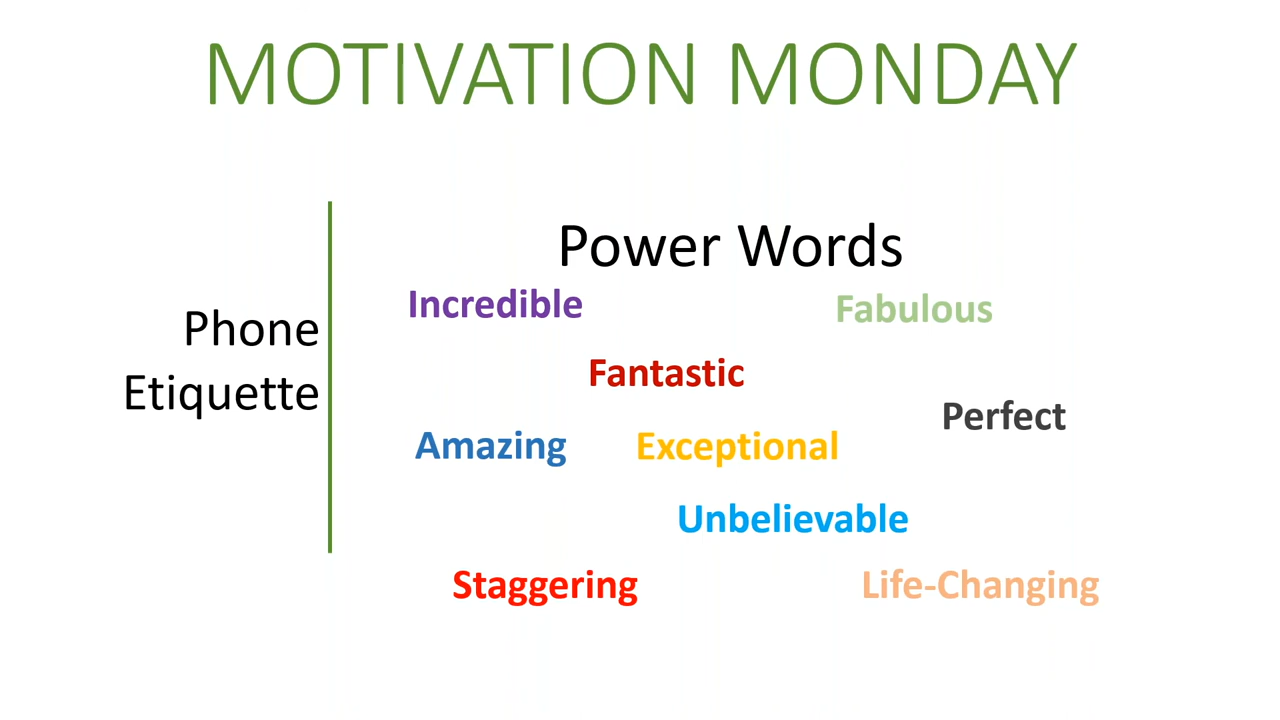 MOTIVATION MONDAY
Phone
Etiquette
Power Words
Incredible
Fabulous
Fantastic
Perfect
Amazing
Exceptional
Unbelievable
Staggering
Life-Changing